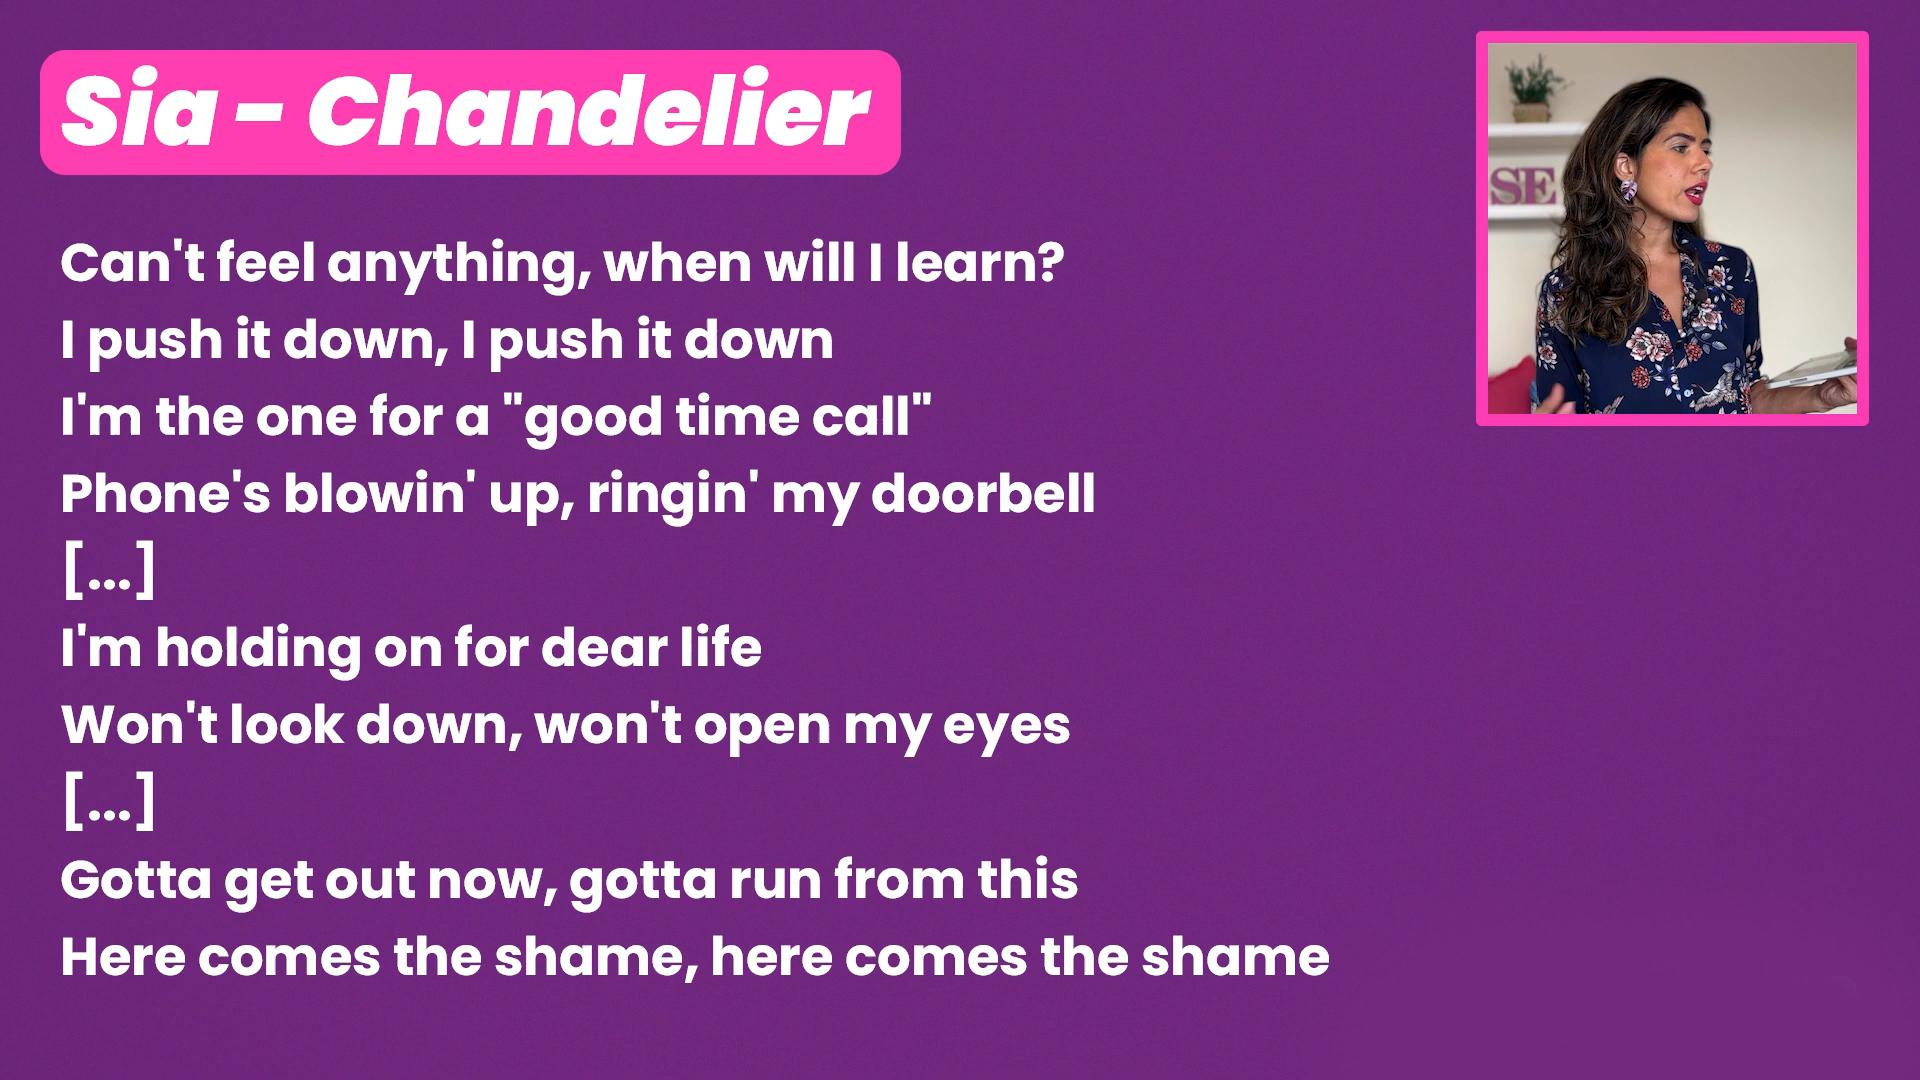 Sia - Chandelier
SE
Can't feel anything, when will I learn?
I push it down, I push it down
I'm the one for a "good time call"
Phone's blowin' up, ringin' my doorbell
[...]
I'm holding on for dear life
Won't look down, won't open my eyes
[...]
Gotta get out now, gotta run from this
Here comes the shame, here comes the shame